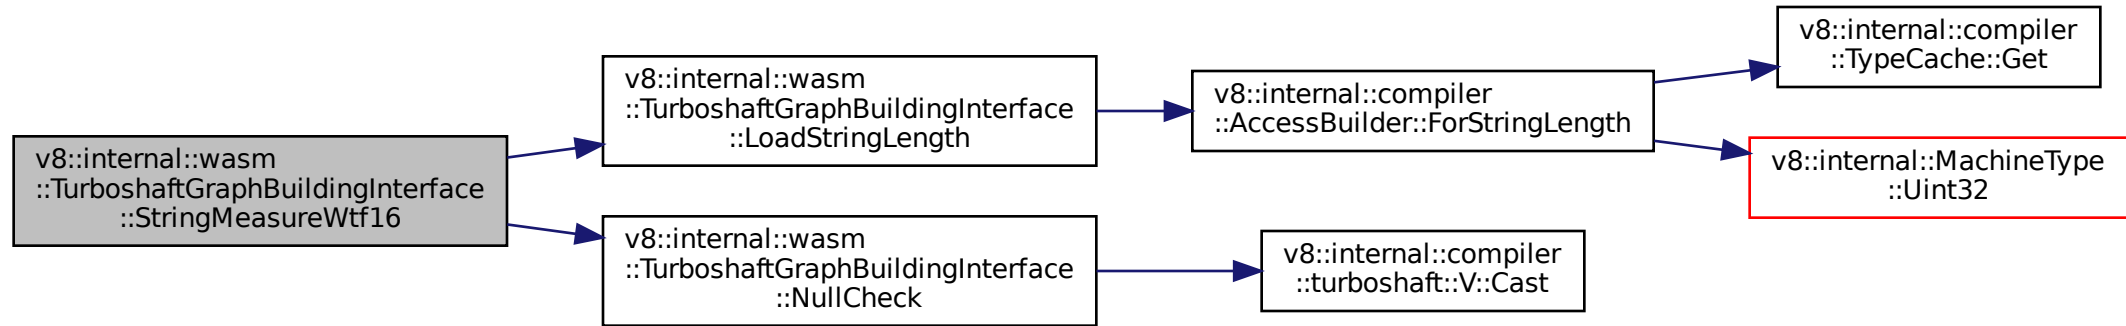 v8::internal::wasm
::TurboshaftGraphBuildingInterface
::StringMeasureWtf16
v8::internal::wasm
::TurboshaftGraphBuildingInterface
::LoadStringLength
v8::internal::compiler
::AccessBuilder::ForStringLength
v8::internal::compiler
::TypeCache::Get
v8::internal::MachineType
::Uint32
v8::internal::wasm
::TurboshaftGraphBuildingInterface
::NullCheck
v8::internal::compiler
::turboshaft::V::Cast